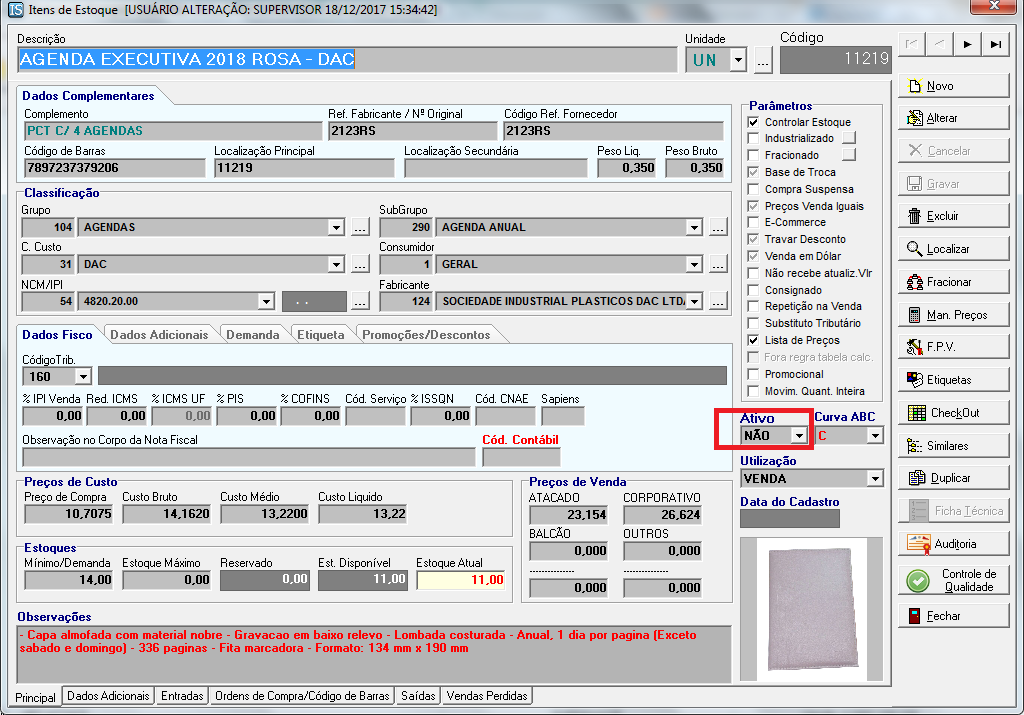 Itens de Estoque [USUÁRIO ALTERAÇÃO: SUPERVISOR 18/12/2017 15:34:42]
Descrição Unidade Código
AGENDA EXECUTIVA 2018 ROSA - DAC UN ... 11219
Dados Complementares
Complemento Ref. Fabricante / Nº Original Código Ref. Fornecedor
PCT C/ 4 AGENDAS 2123RS 2123RS
Código de Barras Localização Principal Localização Secundária Peso Liq. Peso Bruto
7897237379206 11219 0,350 0,350
Classificação
Grupo SubGrupo
104 AGENDAS ... 290 AGENDA ANUAL ...
C. Custo Consumidor
31 DAC ... 1 GERAL ...
NCM/IPI Fabricante
54 4820.20.00 . . ... 124 SOCIEDADE INDUSTRIAL PLASTICOS DAC LTDA ...
Dados Fisco Dados Adicionais Demanda Etiqueta Promoções/Descontos
CódigoTrib.
160
% IPI Venda Red. ICMS % ICMS UF % PIS % COFINS Cód. Serviço % ISSQN Cód. CNAE Sapiens
0,00 0,00 0,00 0,00 0,00 0,00
Observação no Corpo da Nota Fiscal Cód. Contábil
Preços de Custo
Preço de Compra Custo Bruto Custo Médio Custo Liquido
10,7075 14,1620 13,2200 13,22
Estoques
Mínimo/Demanda Estoque Máximo Reservado Est. Disponível Estoque Atual
14,00 0,00 0,00 11,00 11,00
Preços de Venda
ATACADO CORPORATIVO
23,154 26,624
BALCÃO OUTROS
0,000 0,000
--------------- ---------------
0,000 0,000
Observações
- Capa almofada com material nobre - Gravacao em baixo relevo - Lombada costurada - Anual, 1 dia por pagina (Exceto
sabado e domingo) - 336 paginas - Fita marcadora - Formato: 134 mm x 190 mm
Principal Dados Adicionais Entradas Ordens de Compra/Código de Barras Saídas Vendas Perdidas
Parâmetros
Controlar Estoque
Industrializado
Fracionado
Base de Troca
Compra Suspensa
Preços Venda Iguais
E-Commerce
Travar Desconto
Venda em Dólar
Não recebe atualiz.Vlr
Consignado
Repetição na Venda
Substituto Tributário
Lista de Preços
Fora regra tabela calc.
Promocional
Movim. Quant. Inteira
Ativo Curva ABC
NÃO C
Utilização
VENDA
Data do Cadastro
Novo
Alterar
Cancelar
Gravar
Excluir
Localizar
Fracionar
Man. Preços
F.P.V.
Etiquetas
CheckOut
Similares
Duplicar
Ficha Técnica
Auditoria
Controle de
Qualidade
Fechar